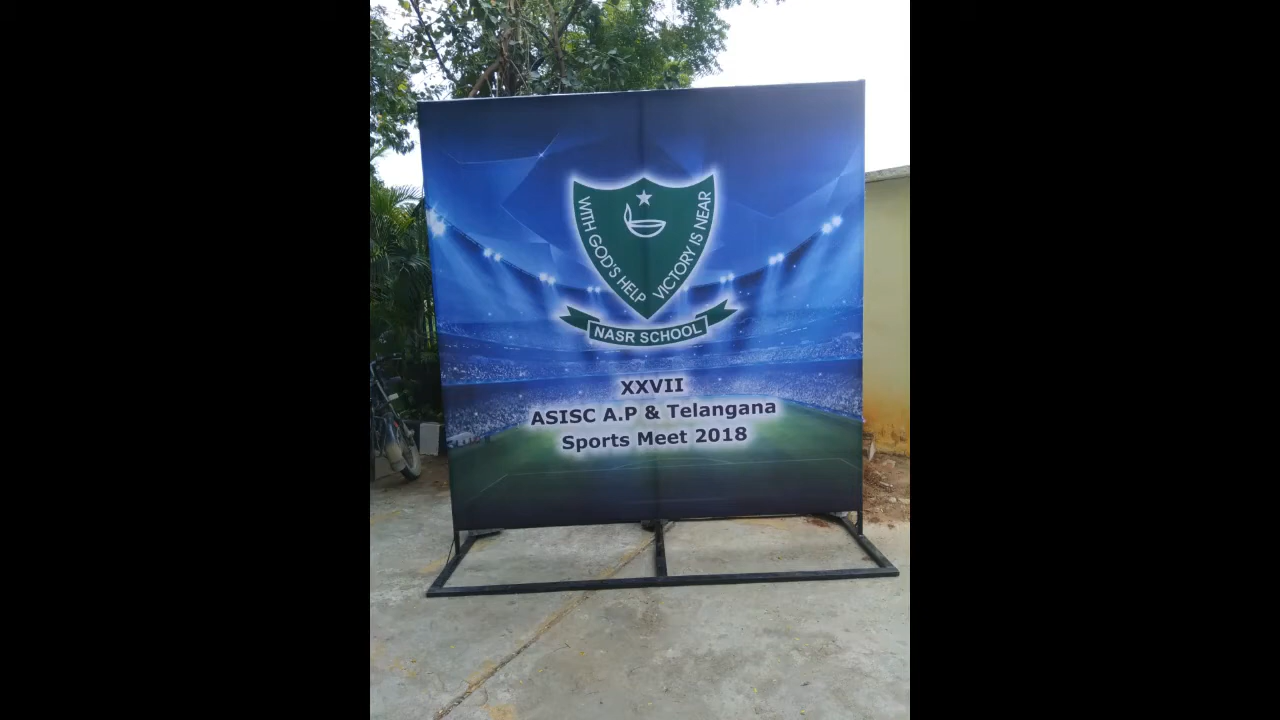 WITH GOD'S HELP VICTORY IS NEAR
NASR SCHOOL
XXVII
ASISC A.P & Telangana
Sports Meet 2018